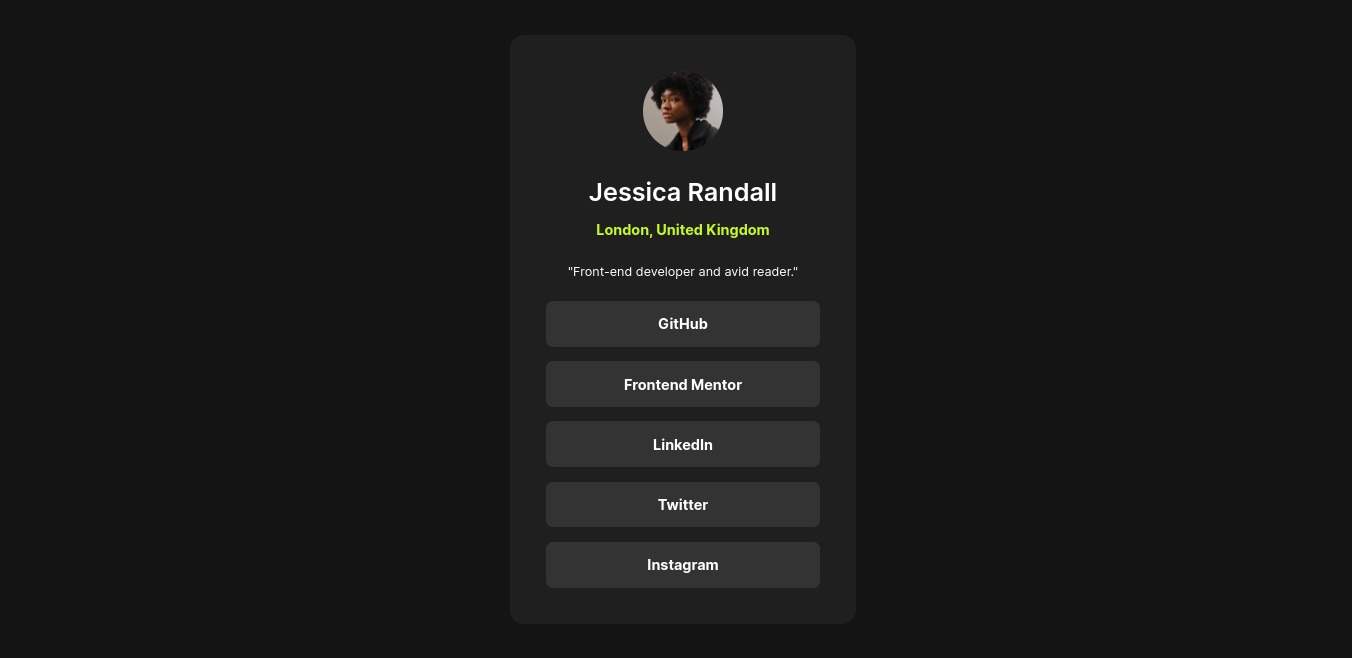 Jessica Randall
London, United Kingdom
"Front-end developer and avid reader."
GitHub
Frontend Mentor
LinkedIn
Twitter
Instagram